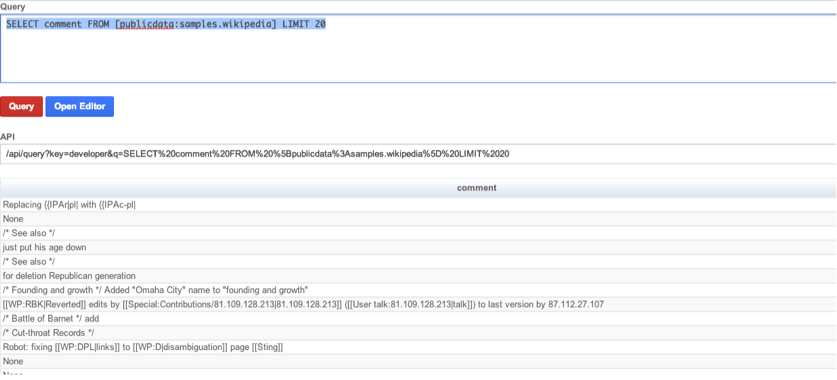 Query
SELECT comment FROM [publicdata:samples.wikipedia] LIMIT 20
Query Open Editor
API
/api/query?key=developer&q=SELECT%20comment%20FROM%20%5Bpublicdata%3Asamples.wikipedia%5D%20LIMIT%2020
comment
Replacing {{IPAr|pl| with {{IPAc-pl|
None
/* See also */
just put his age down
/* See also */
for deletion Republican generation
/* Founding and growth */ Added "Omaha City" name to "founding and growth"
[[WP:RBK|Reverted]] edits by [[Special:Contributions/81.109.128.213|81.109.128.213]] ([[User talk:81.109.128.213|talk]]) to last version by 87.112.27.107
/* Battle of Barnet */ add
/* Cut-throat Records */
Robot: fixing [[WP:DPL|links]] to [[WP:D|disambiguation]] page [[Sting]]
None